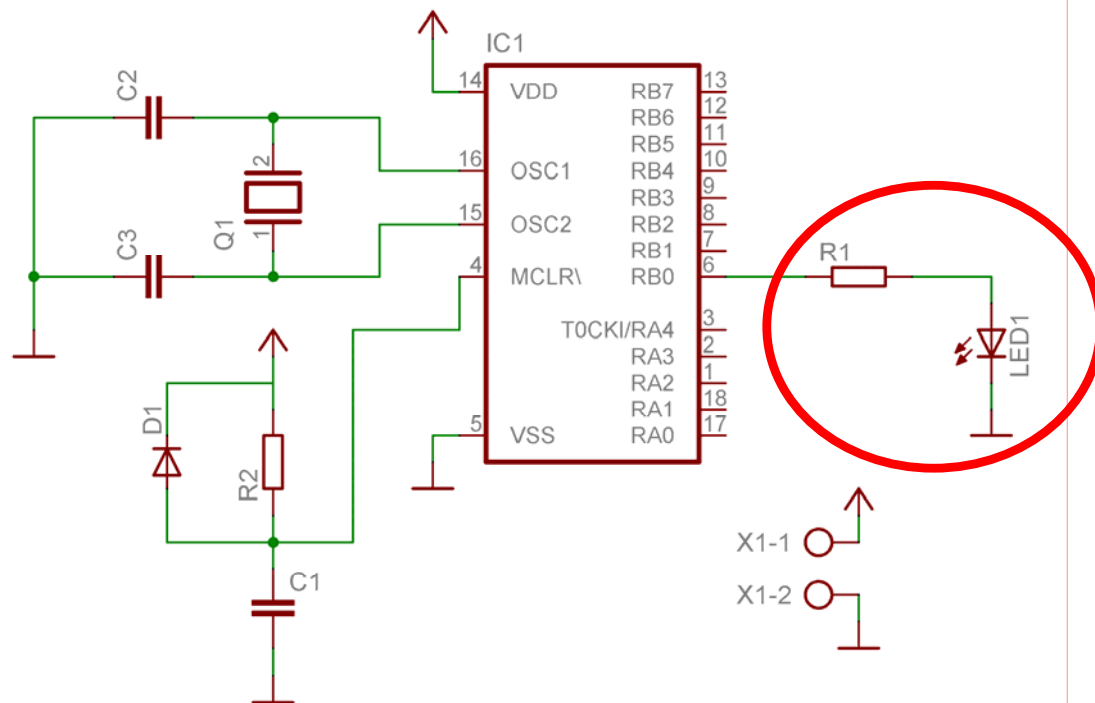 IC1
C2
14 VDD RB7 13
RB6 12
RB5 11
2
16 OSC1 RB4 10
RB3 9
15 OSC2 RB2 8
Q1
1
C3
RB1 7
4 MCLR\ RB0 6
R1
T0CKI/RA4 3
LED1
RA3 2
RA2 1
D1
RA1 18
5 VSS RA0 17
R2
X1-1
C1
X1-2